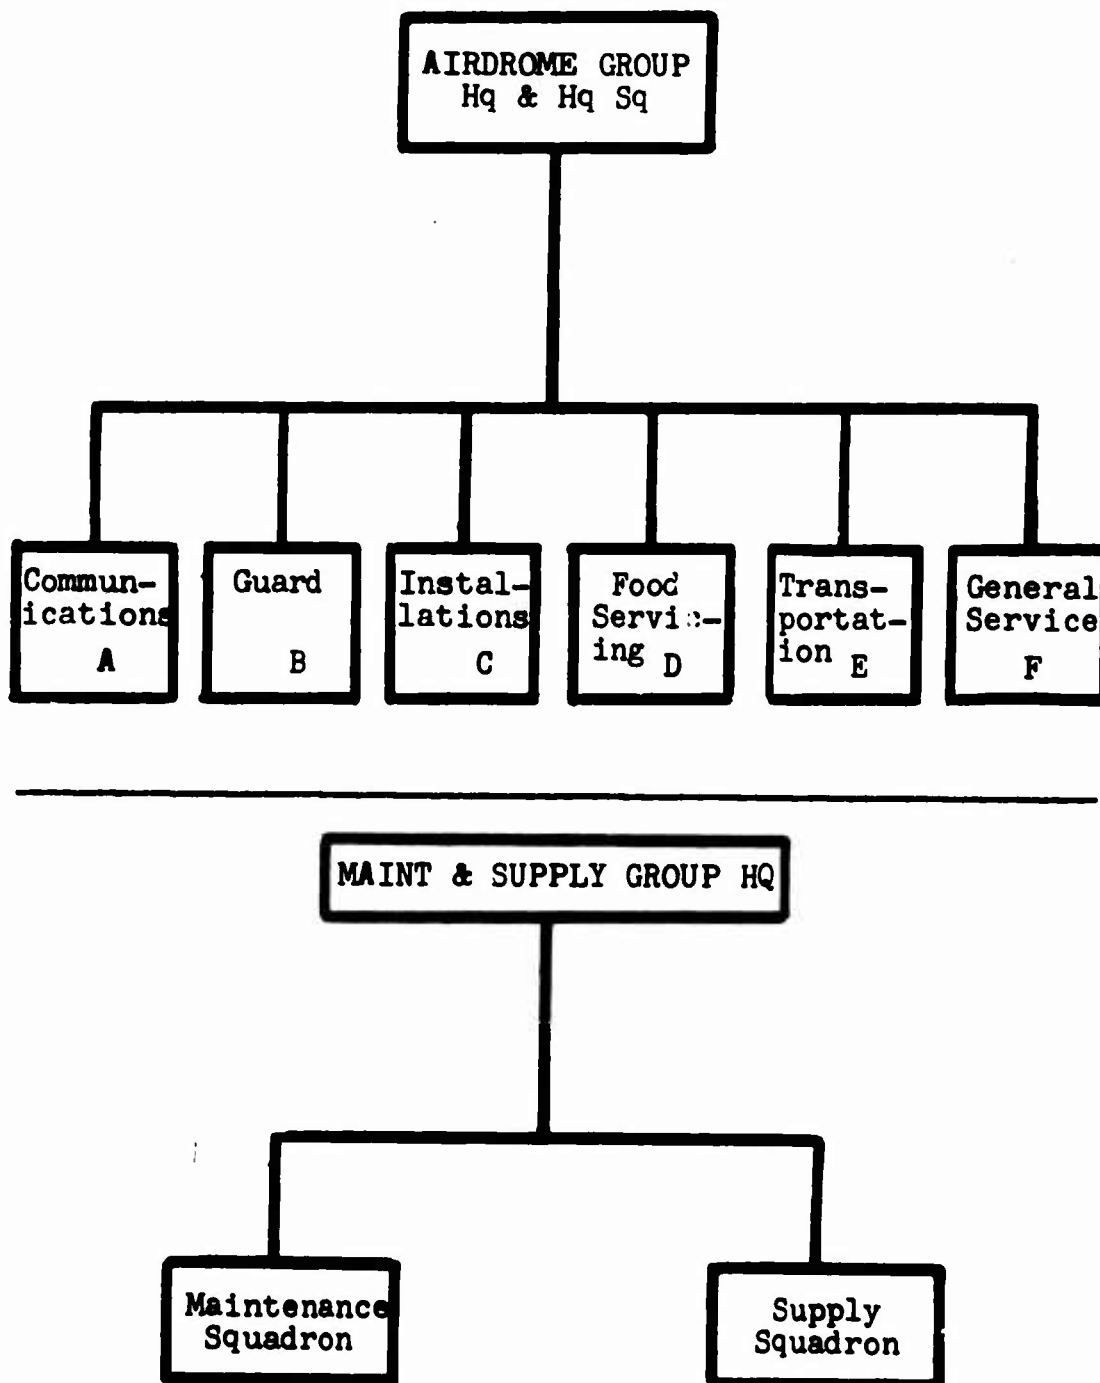 AIRDROME GROUP
Hq & Hq Sq
Commun-
ications
A
Guard
B
Instal-
lations
C
Food
Servic-
ing D
Trans-
portat-
ion E
General
Service
F
MAINT & SUPPLY GROUP HQ
Maintenance
Squadron
Supply
Squadron